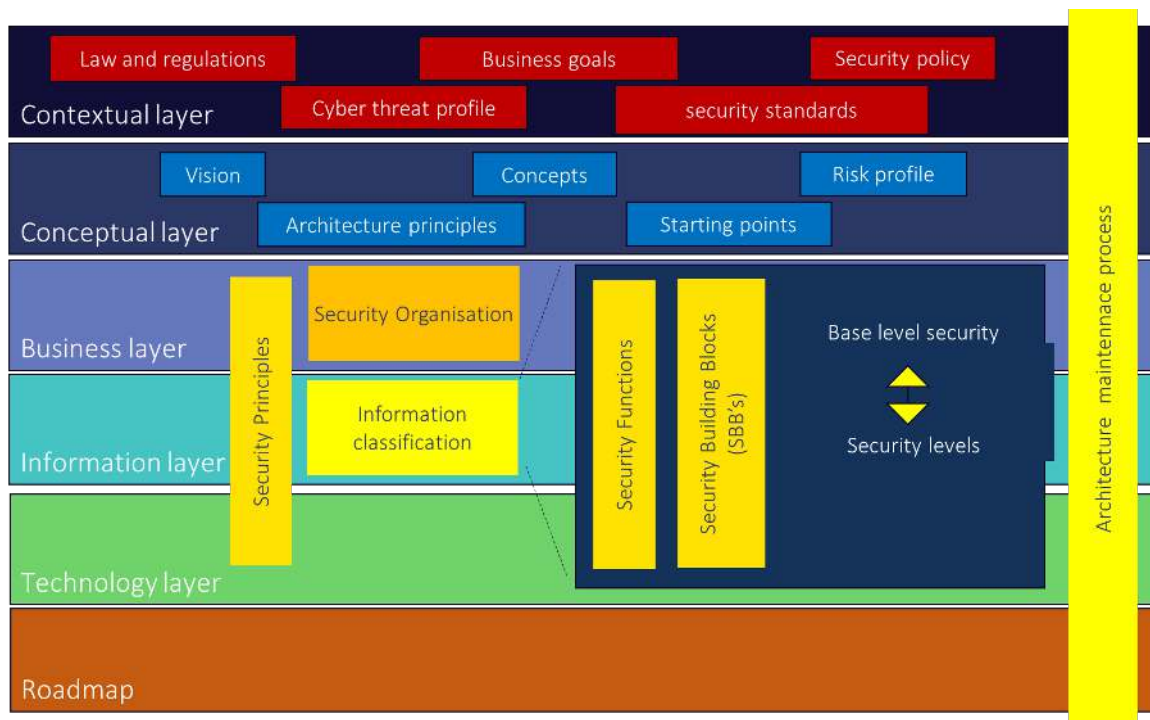 Law and regulations
Business goals
Security policy
Contextual layer
Cyber threat profile
security standards
Vision
Concepts
Risk profile
Conceptual layer
Architecture principles
Starting points
Business layer
Security Principles
Security Organisation
Security Functions
Security Building Blocks
(SBB's)
Base level security
Security levels
Information layer
Information
classification
Technology layer
Roadmap
Architecture maintennace process